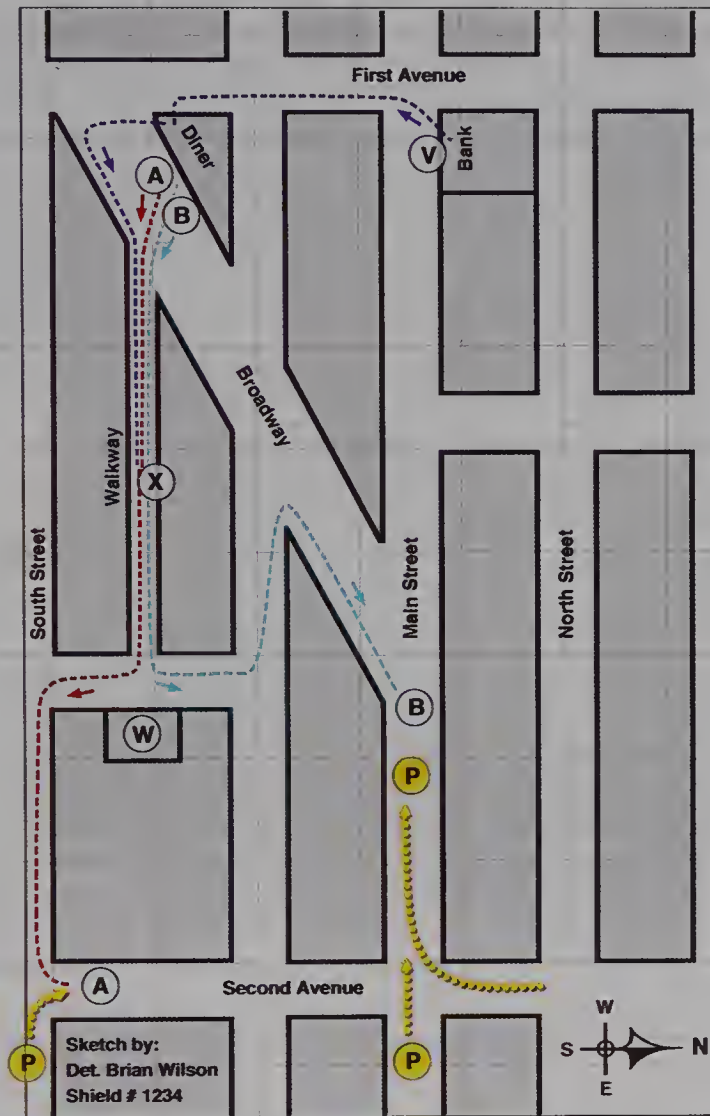 First Avenue
Diner
Bank
V
A
B
Broadway
Walkway
X
South Street
Main Street
North Street
B
W
P
A
Second Avenue
P
P
Sketch by:
Det. Brian Wilson
Shield # 1234
W
S
N
E